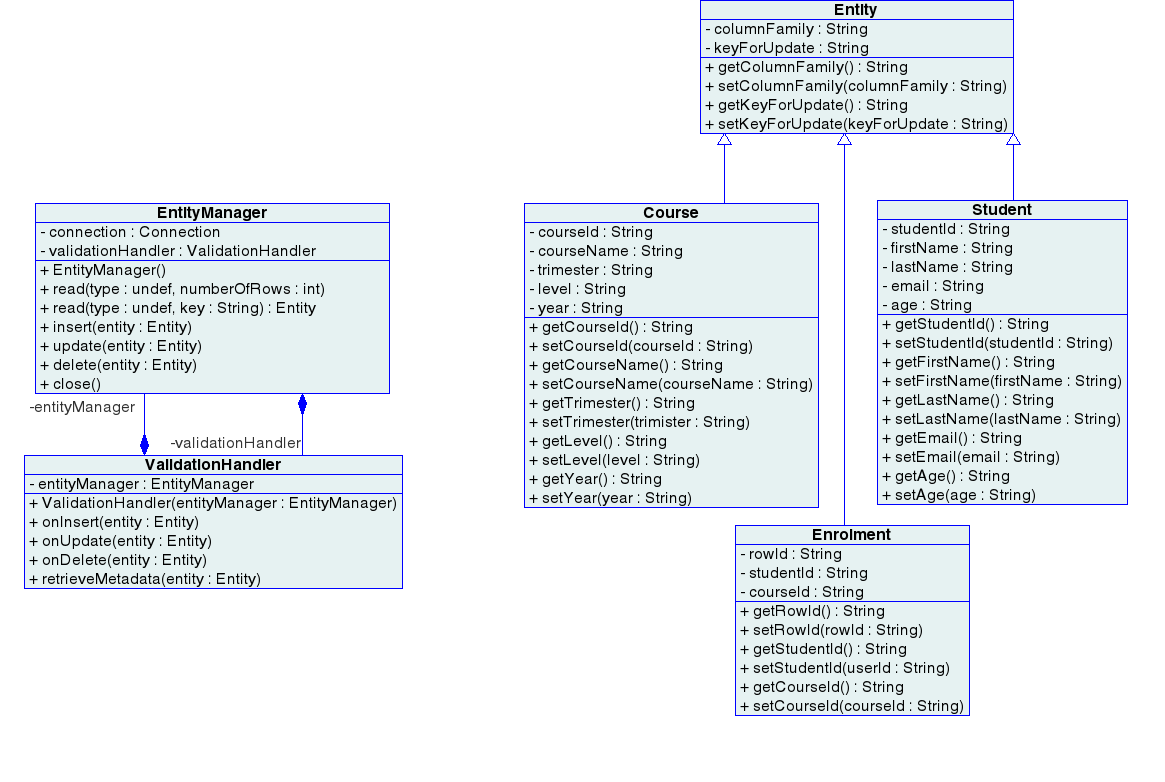 Entity
- columnFamily : String
- keyForUpdate : String
+ getColumnFamily() : String
+ setColumnFamily(columnFamily : String)
+ getKeyForUpdate() : String
+ setKeyForUpdate(keyForUpdate : String)
EntityManager
- connection : Connection
- validationHandler : ValidationHandler
+ EntityManager()
+ read(type : undef, numberOfRows : int)
+ read(type : undef, key : String) : Entity
+ insert(entity : Entity)
+ update(entity : Entity)
+ delete(entity : Entity)
+ close()
-entityManager
-validationHandler
ValidationHandler
- entityManager : EntityManager
+ ValidationHandler(entityManager : EntityManager)
+ onInsert(entity : Entity)
+ onUpdate(entity : Entity)
+ onDelete(entity : Entity)
+ retrieveMetadata(entity : Entity)
Course
- courseId : String
- courseName : String
- trimester : String
- level : String
- year : String
+ getCourseId() : String
+ setCourseId(courseId : String)
+ getCourseName() : String
+ setCourseName(courseName : String)
+ getTrimester() : String
+ setTrimester(trimister : String)
+ getLevel() : String
+ setLevel(level : String)
+ getYear() : String
+ setYear(year : String)
Student
- studentId : String
- firstName : String
- lastName : String
- email : String
- age : String
+ getStudentId() : String
+ setStudentId(studentId : String)
+ getFirstName() : String
+ setFirstName(firstName : String)
+ getLastName() : String
+ setLastName(lastName : String)
+ getEmail() : String
+ setEmail(email : String)
+ getAge() : String
+ setAge(age : String)
Enrolment
- rowId : String
- studentId : String
- courseId : String
+ getRowId() : String
+ setRowId(rowId : String)
+ getStudentId() : String
+ setStudentId(userId : String)
+ getCourseId() : String
+ setCourseId(courseId : String)